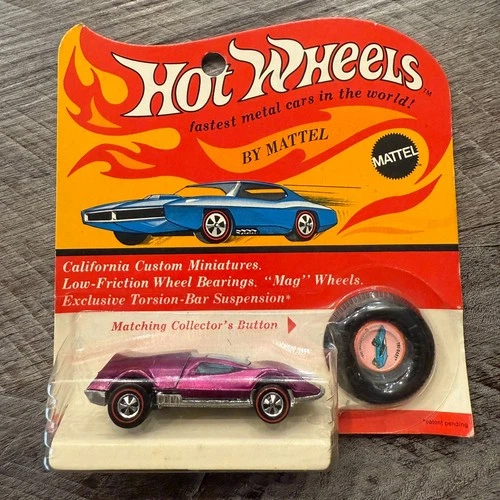 Hot Wheels™
fastest metal cars in the world!
BY MATTEL
MATTEL
California Custom Miniatures.
Low-Friction Wheel Bearings. "Mag" Wheels.
Exclusive Torsion-Bar Suspension*
Matching Collector's Button
*patent pending